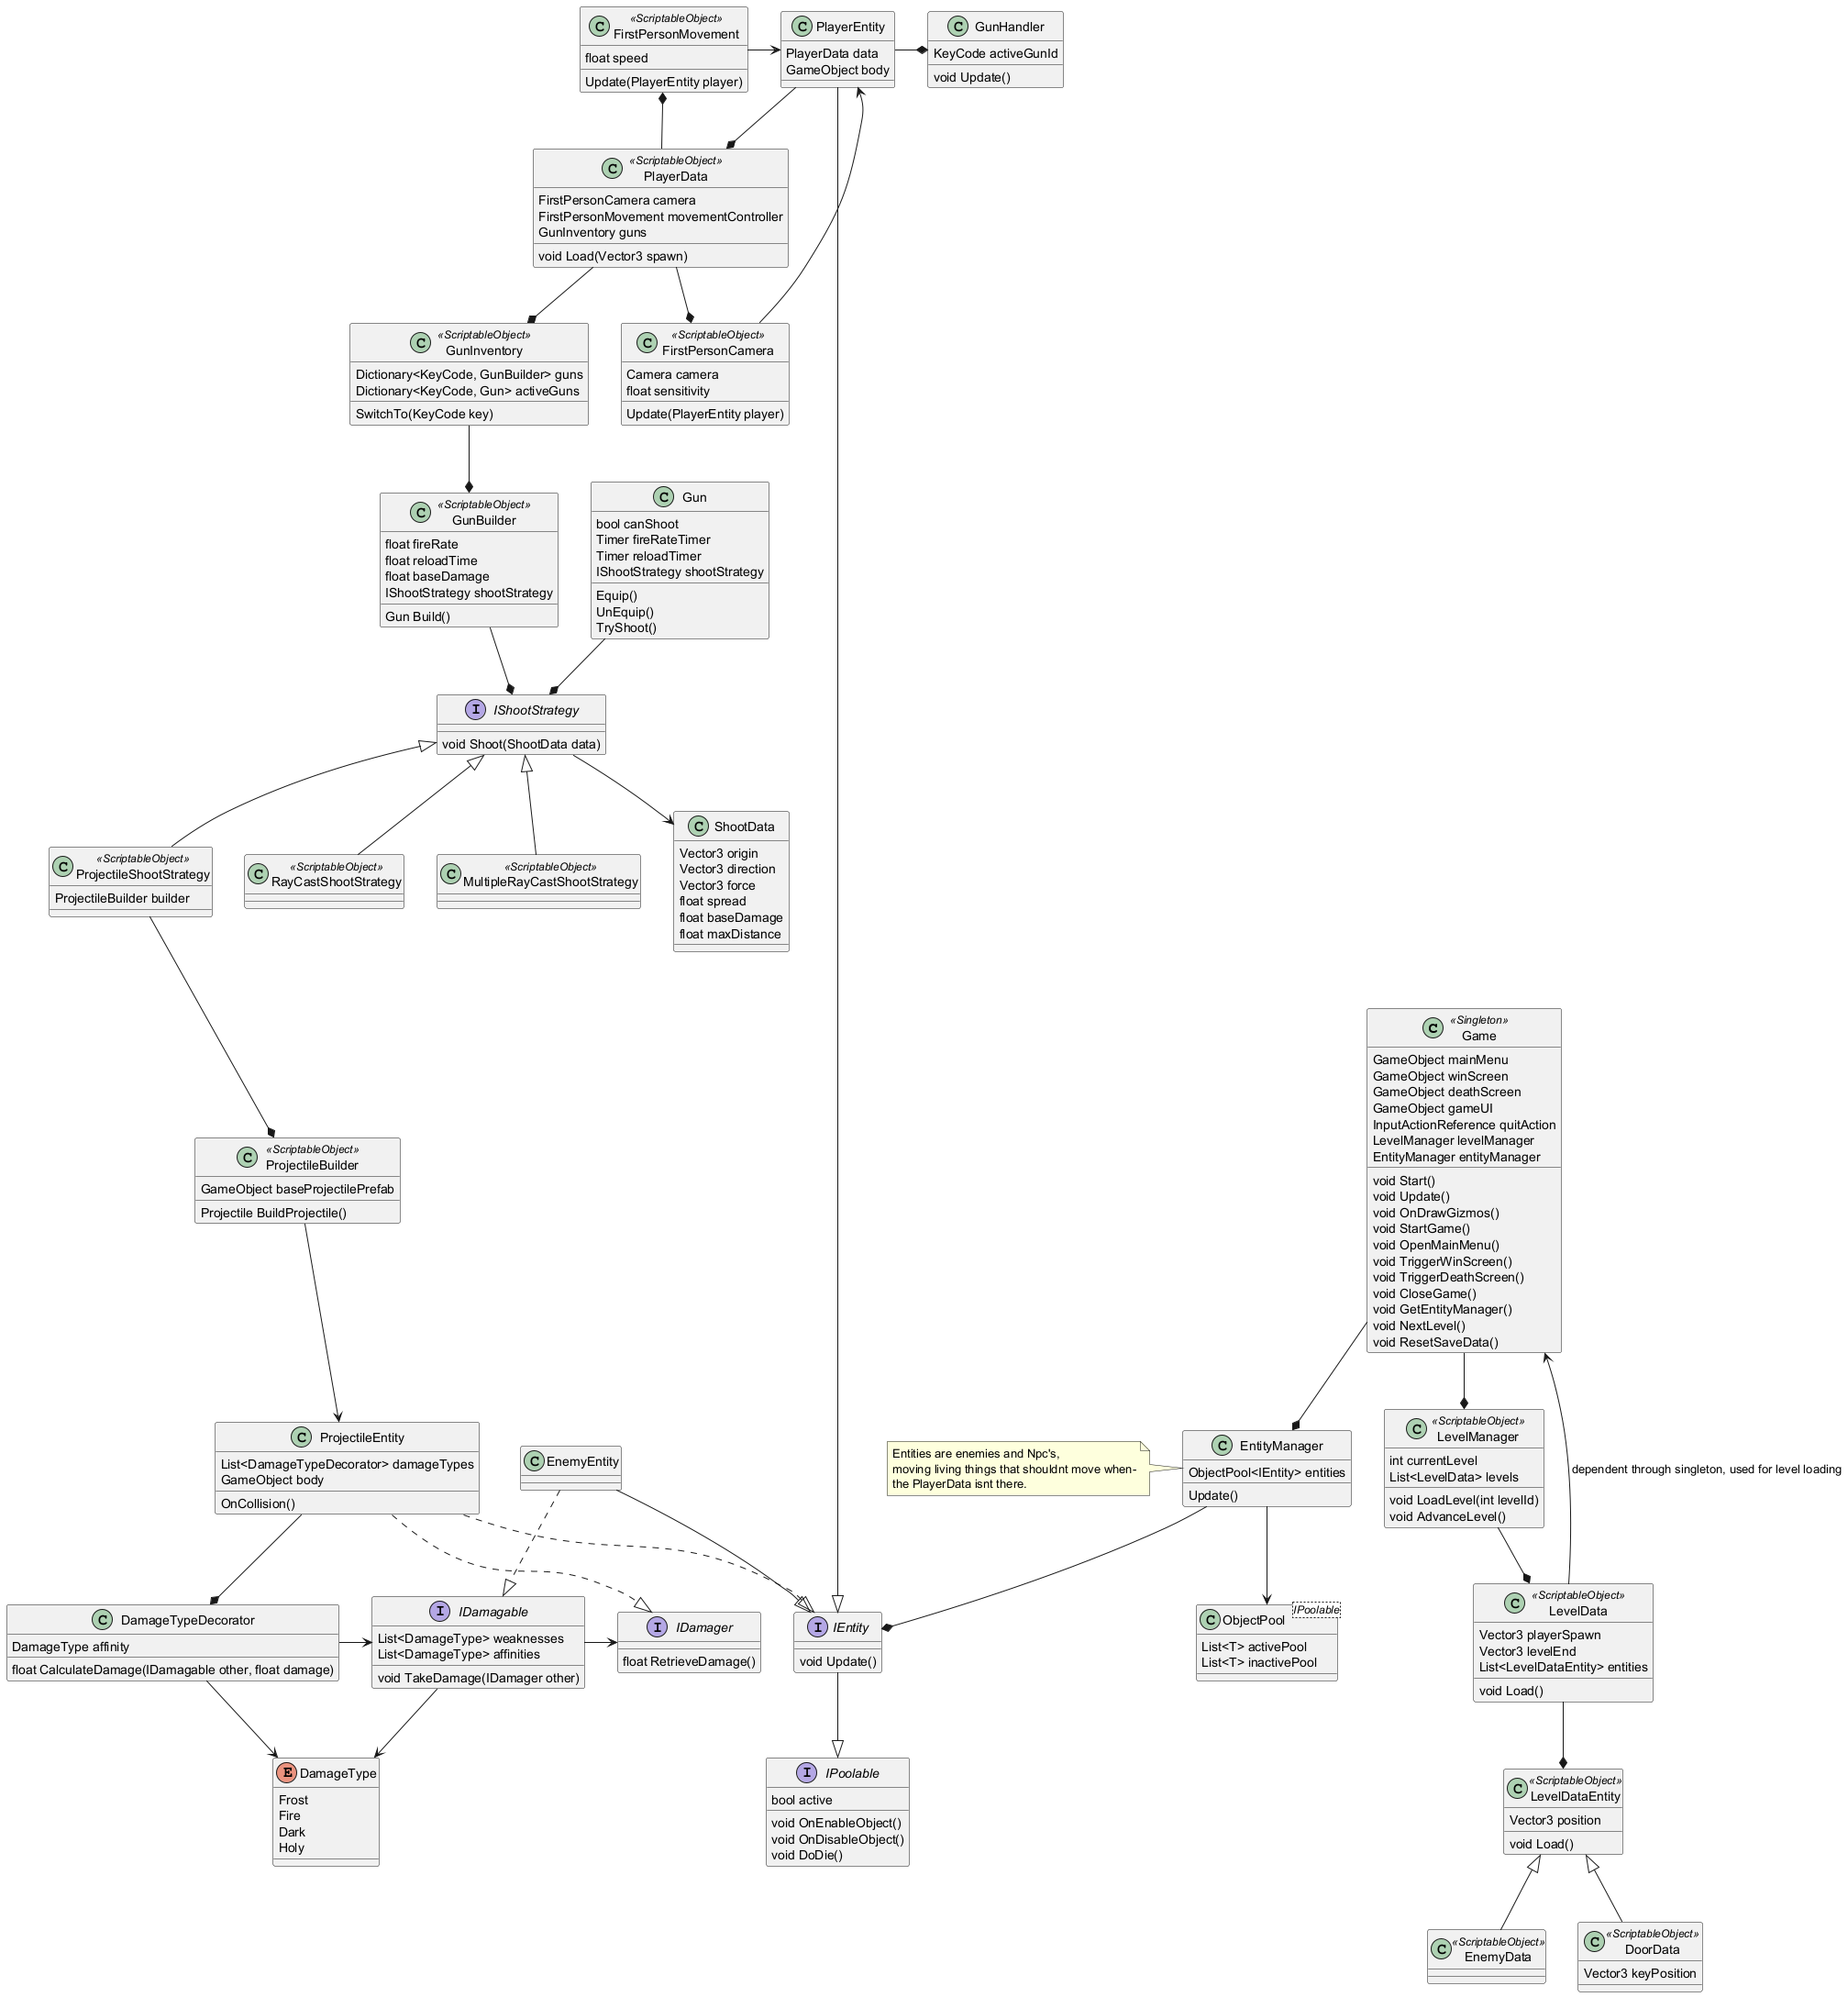 C
«ScriptableObject»
FirstPersonMovement
float speed
Update(PlayerEntity player)
C
PlayerEntity
PlayerData data
GameObject body
C
GunHandler
KeyCode activeGunId
void Update()
C
«ScriptableObject»
PlayerData
FirstPersonCamera camera
FirstPersonMovement movementController
GunInventory guns
void Load(Vector3 spawn)
C
«ScriptableObject»
GunInventory
Dictionary<KeyCode, GunBuilder> guns
Dictionary<KeyCode, Gun> activeGuns
SwitchTo(KeyCode key)
C
«ScriptableObject»
FirstPersonCamera
Camera camera
float sensitivity
Update(PlayerEntity player)
C
«ScriptableObject»
GunBuilder
float fireRate
float reloadTime
float baseDamage
IShootStrategy shootStrategy
Gun Build()
C
Gun
bool canShoot
Timer fireRateTimer
Timer reloadTimer
IShootStrategy shootStrategy
Equip()
UnEquip()
TryShoot()
I
IShootStrategy
void Shoot(ShootData data)
C
«ScriptableObject»
ProjectileShootStrategy
ProjectileBuilder builder
C
«ScriptableObject»
RayCastShootStrategy
C
«ScriptableObject»
MultipleRayCastShootStrategy
C
ShootData
Vector3 origin
Vector3 direction
Vector3 force
float spread
float baseDamage
float maxDistance
C
«Singleton»
Game
GameObject mainMenu
GameObject winScreen
GameObject deathScreen
GameObject gameUI
InputActionReference quitAction
LevelManager levelManager
EntityManager entityManager
void Start()
void Update()
void OnDrawGizmos()
void StartGame()
void OpenMainMenu()
void TriggerWinScreen()
void TriggerDeathScreen()
void CloseGame()
void GetEntityManager()
void NextLevel()
void ResetSaveData()
C
«ScriptableObject»
ProjectileBuilder
GameObject baseProjectilePrefab
Projectile BuildProjectile()
C
ProjectileEntity
List<DamageTypeDecorator> damageTypes
GameObject body
OnCollision()
C
EnemyEntity
Entities are enemies and Npc's,
moving living things that shouldnt move when-
the PlayerData isnt there.
C
EntityManager
ObjectPool<IEntity> entities
Update()
C
«ScriptableObject»
LevelManager
int currentLevel
List<LevelData> levels
void LoadLevel(int levelId)
void AdvanceLevel()
dependent through singleton, used for level loading
C
DamageTypeDecorator
DamageType affinity
float CalculateDamage(IDamagable other, float damage)
I
IDamagable
List<DamageType> weaknesses
List<DamageType> affinities
void TakeDamage(IDamager other)
I
IDamager
float RetrieveDamage()
I
IEntity
void Update()
C
ObjectPool
IPoolable
List<T> activePool
List<T> inactivePool
C
«ScriptableObject»
LevelData
Vector3 playerSpawn
Vector3 levelEnd
List<LevelDataEntity> entities
void Load()
E
DamageType
Frost
Fire
Dark
Holy
I
IPoolable
bool active
void OnEnableObject()
void OnDisableObject()
void DoDie()
C
«ScriptableObject»
LevelDataEntity
Vector3 position
void Load()
C
«ScriptableObject»
EnemyData
C
«ScriptableObject»
DoorData
Vector3 keyPosition